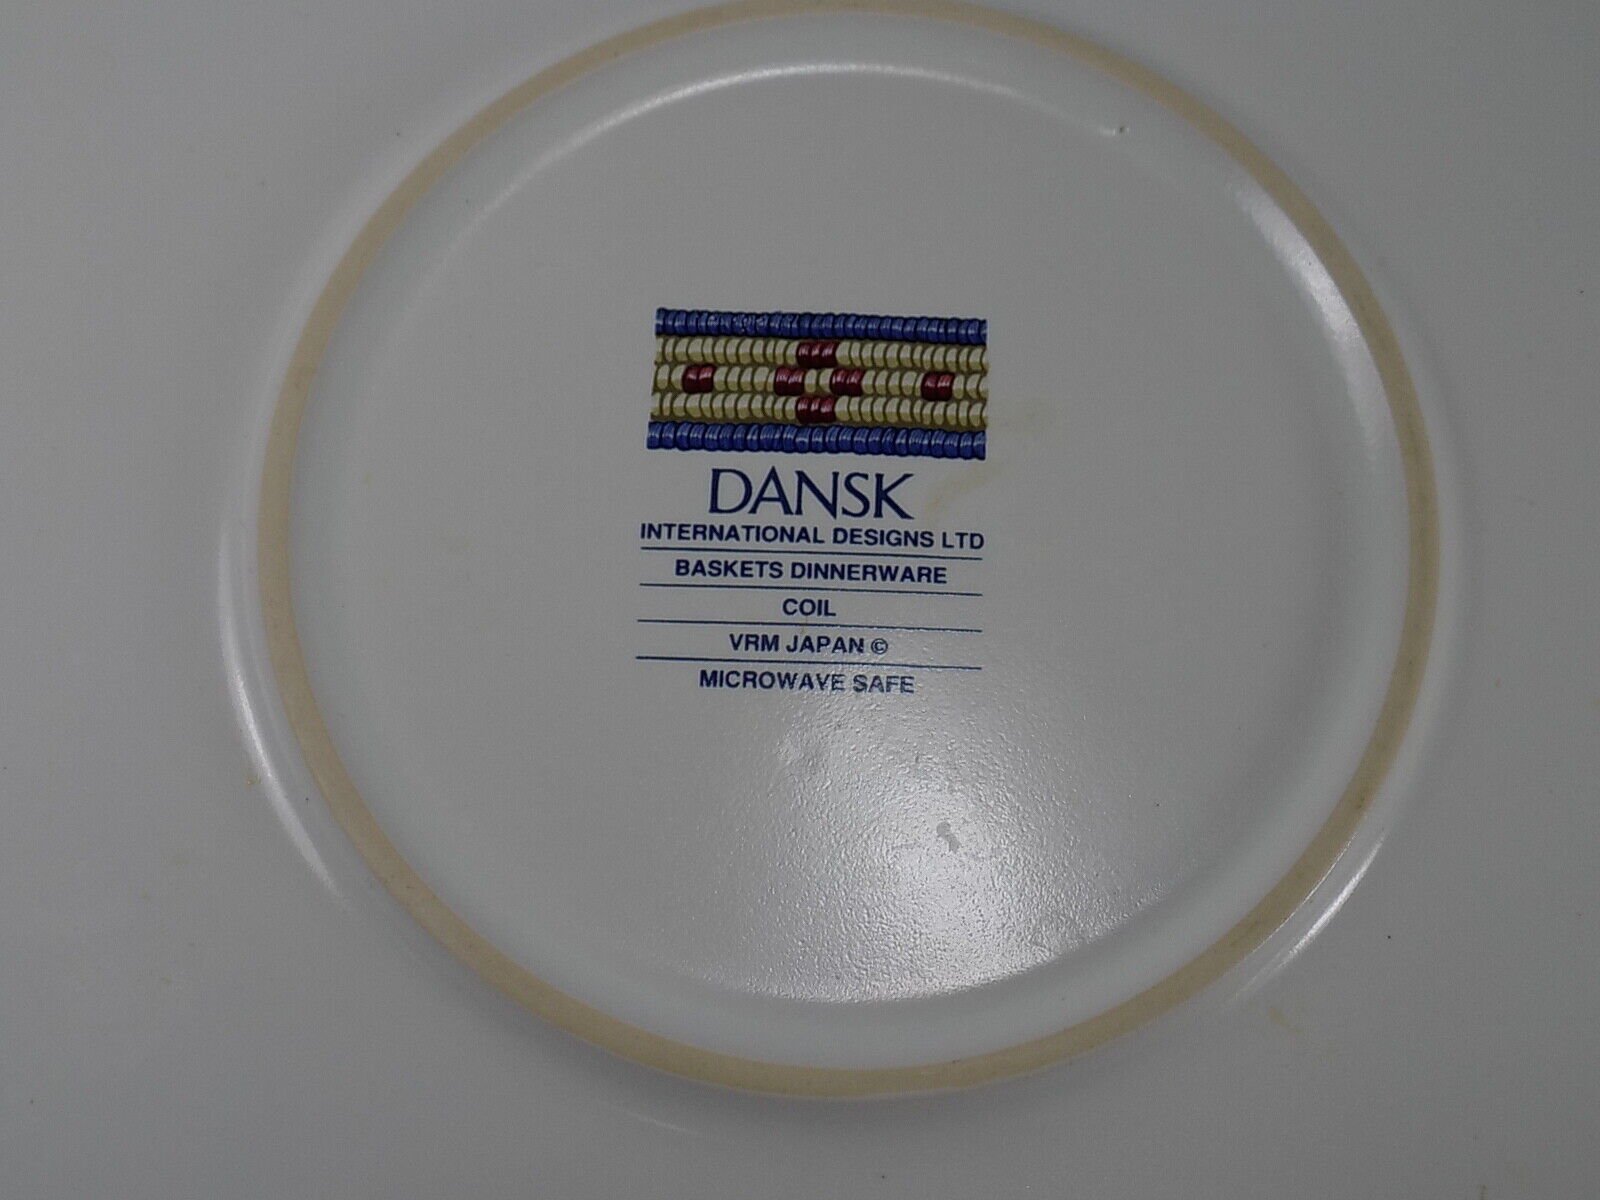 DANSK
INTERNATIONAL DESIGNS LTD
BASKETS DINNERWARE
COIL
VRM JAPAN ©
MICROWAVE SAFE